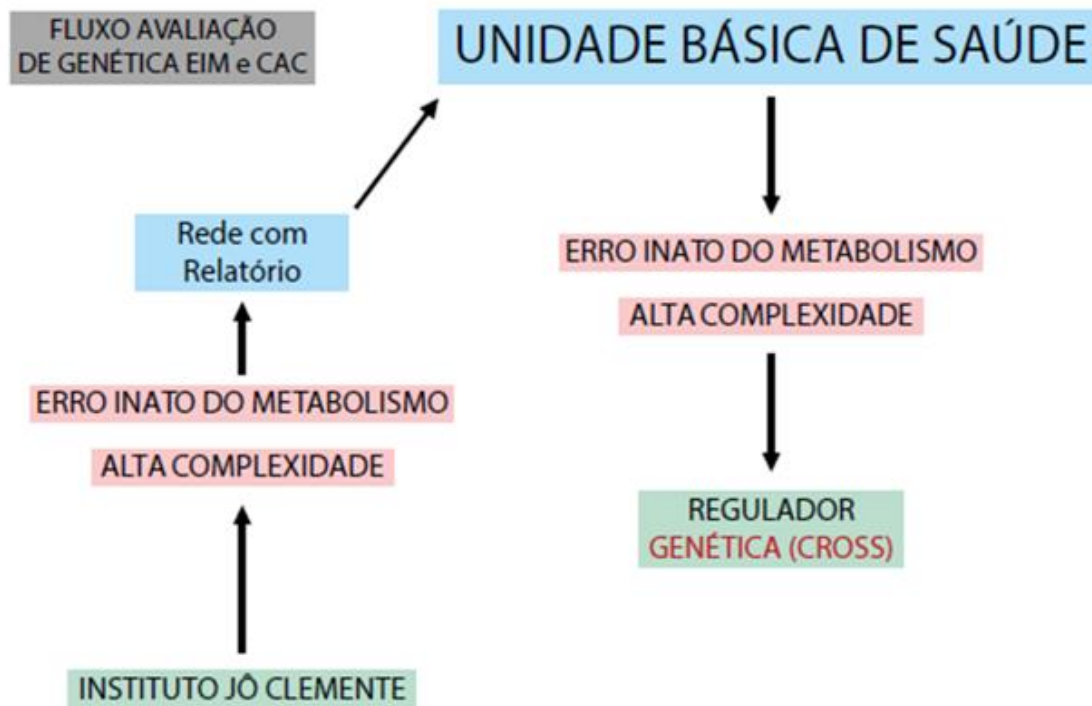 FLUXO AVALIAÇÃO
DE GENÉTICA EIM e CAC
UNIDADE BÁSICA DE SAÚDE
Rede com
Relatório
ERRO INATO DO METABOLISMO
ALTA COMPLEXIDADE
ERRO INATO DO METABOLISMO
ALTA COMPLEXIDADE
REGULADOR
GENÉTICA (CROSS)
INSTITUTO JÔ CLEMENTE